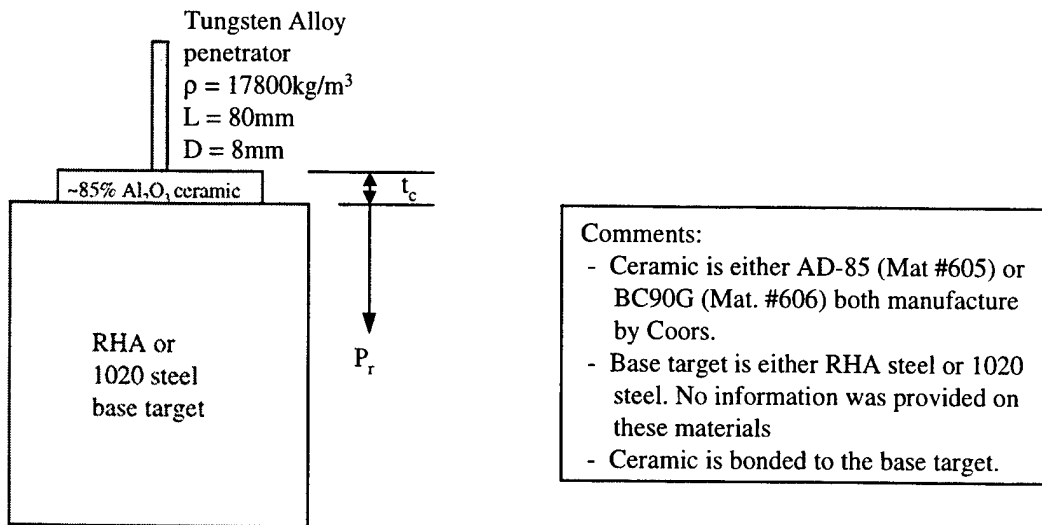 Tungsten Alloy
penetrator
ρ = 17800kg/m³
L = 80mm
D = 8mm
~85% Al₂O₃ ceramic
t_c
P_r
RHA or
1020 steel
base target
Comments:
- Ceramic is either AD-85 (Mat #605) or
BC90G (Mat. #606) both manufacture
by Coors.
- Base target is either RHA steel or 1020
steel. No information was provided on
these materials
- Ceramic is bonded to the base target.